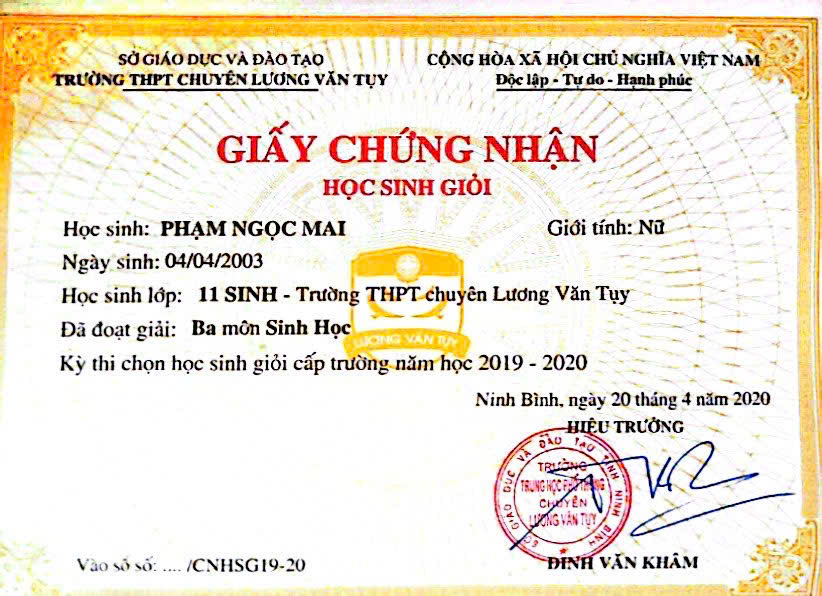 SỞ GIÁO DỤC VÀ ĐÀO TẠO
TRƯỜNG THPT CHUYÊN LƯƠNG VĂN TỤY
CỘNG HÒA XÃ HỘI CHỦ NGHĨA VIỆT NAM
Độc lập - Tự do - Hạnh phúc
GIẤY CHỨNG NHẬN
HỌC SINH GIỎI
Học sinh: PHẠM NGỌC MAI
Giới tính: Nữ
Ngày sinh: 04/04/2003
Học sinh lớp: 11 SINH - Trường THPT chuyên Lương Văn Tụy
Đã đoạt giải: Ba môn Sinh Học
LƯƠNG VĂN TỤY
Kỳ thi chọn học sinh giỏi cấp trường năm học 2019 - 2020
Ninh Bình, ngày 20 tháng 4 năm 2020
HIỆU TRƯỞNG
SỞ GIÁO DỤC VÀ ĐÀO TẠO TỈNH NINH BÌNH
TRƯỜNG
TRUNG HỌC PHỔ THÔNG
CHUYÊN
LƯƠNG VĂN TỤY
ĐINH VĂN KHÂM
Vào sổ số: .... /CNHSG19-20